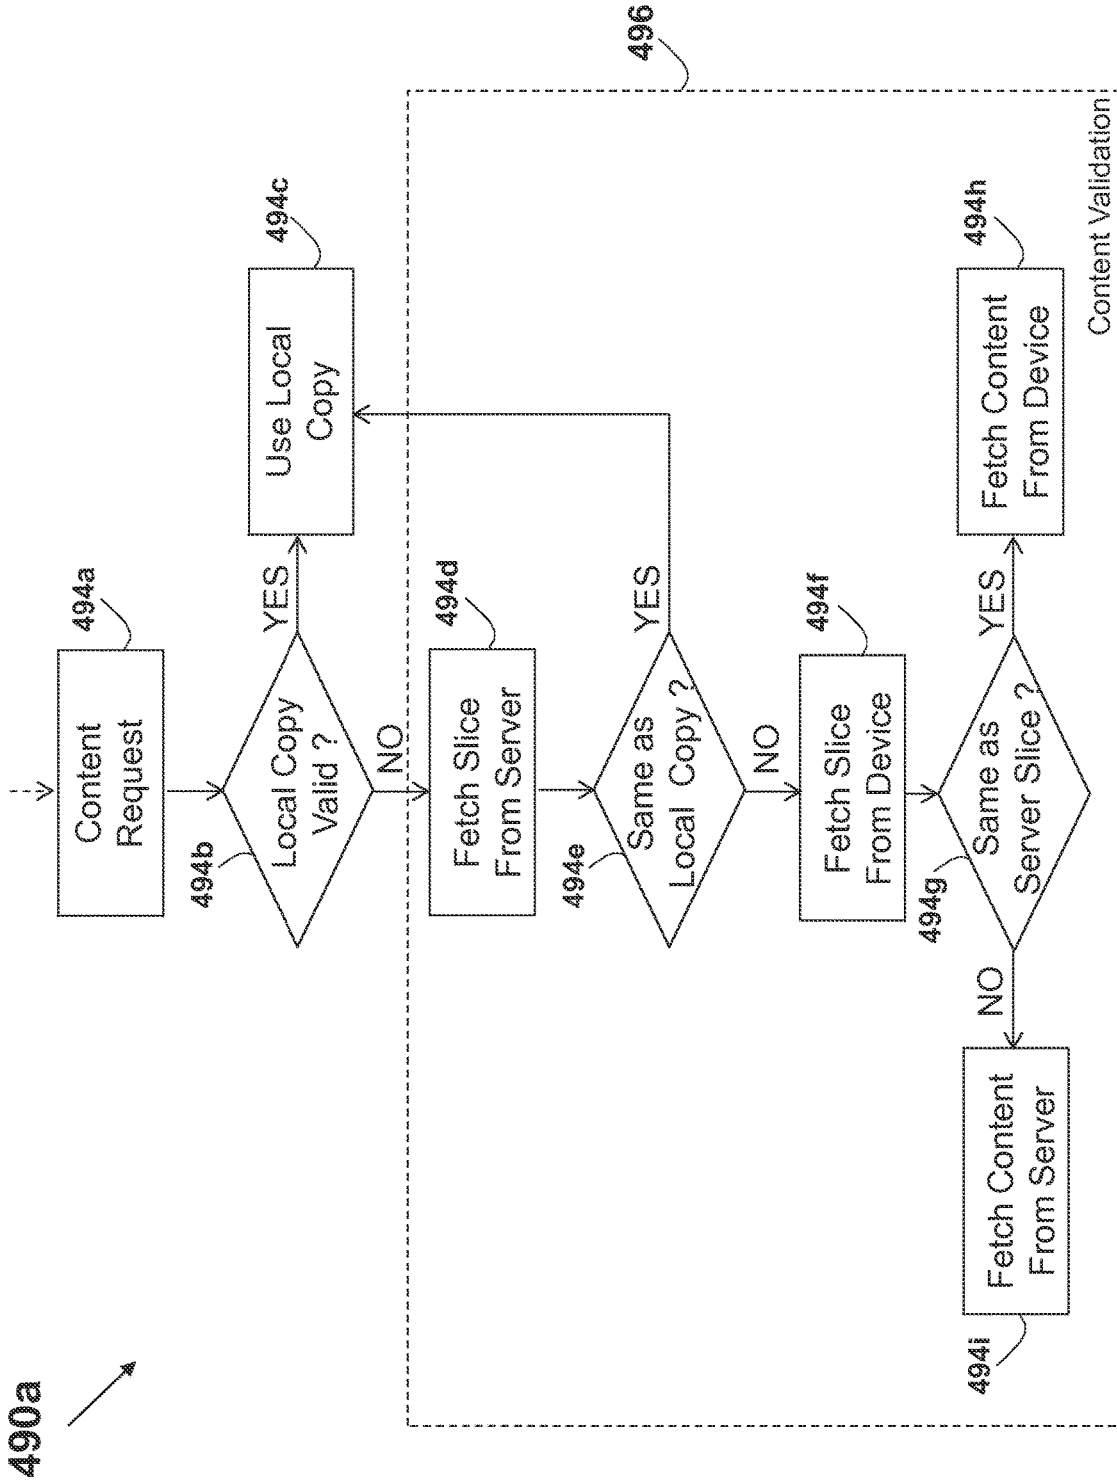 490a
Content
Request
494a
Local Copy
Valid ?
494b
YES
Use Local
Copy
494c
NO
496
Fetch Slice
From Server
494d
Same as
Local Copy ?
494e
YES
NO
Fetch Slice
From Device
494f
Same as
Server Slice ?
494g
YES
Fetch Content
From Device
494h
NO
Fetch Content
From Server
494i
Content Validation